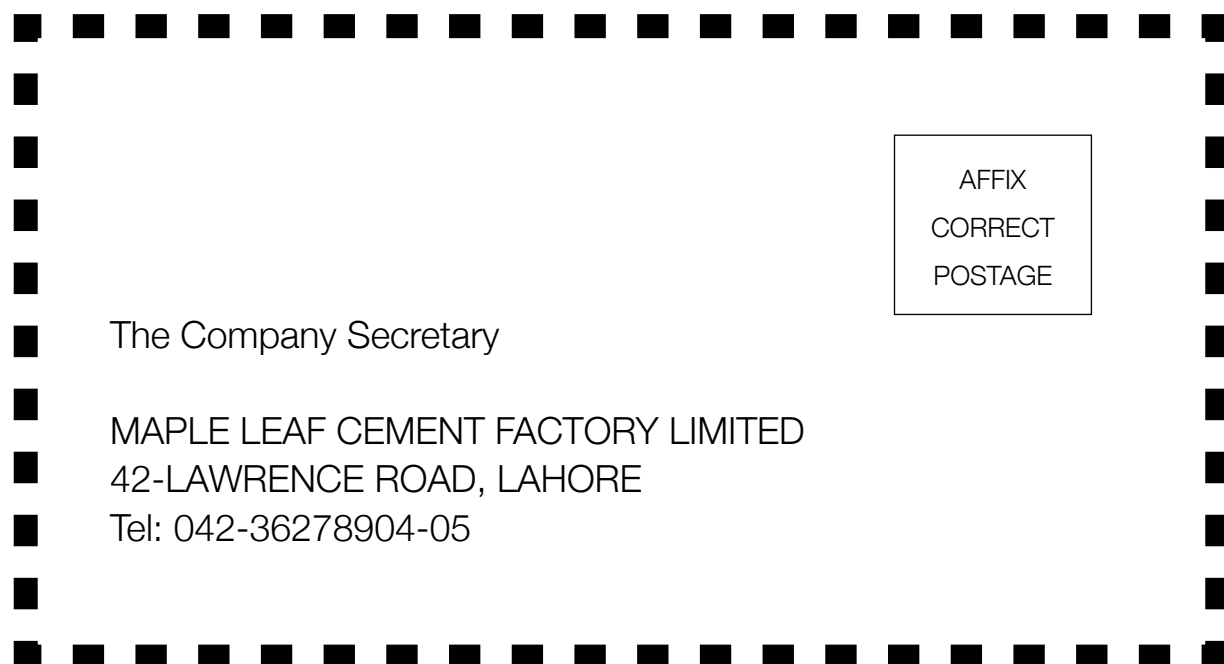 AFFIX
CORRECT
POSTAGE
The Company Secretary
MAPLE LEAF CEMENT FACTORY LIMITED
42-LAWRENCE ROAD, LAHORE
Tel: 042-36278904-05